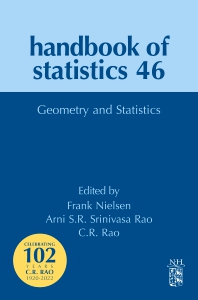 handbook of
statistics 46
Geometry and Statistics
Edited by
Frank Nielsen
Arni S.R. Srinivasa Rao
C.R. Rao
CELEBRATING
102
YEARS
C.R. RAO
1920-2022
NH